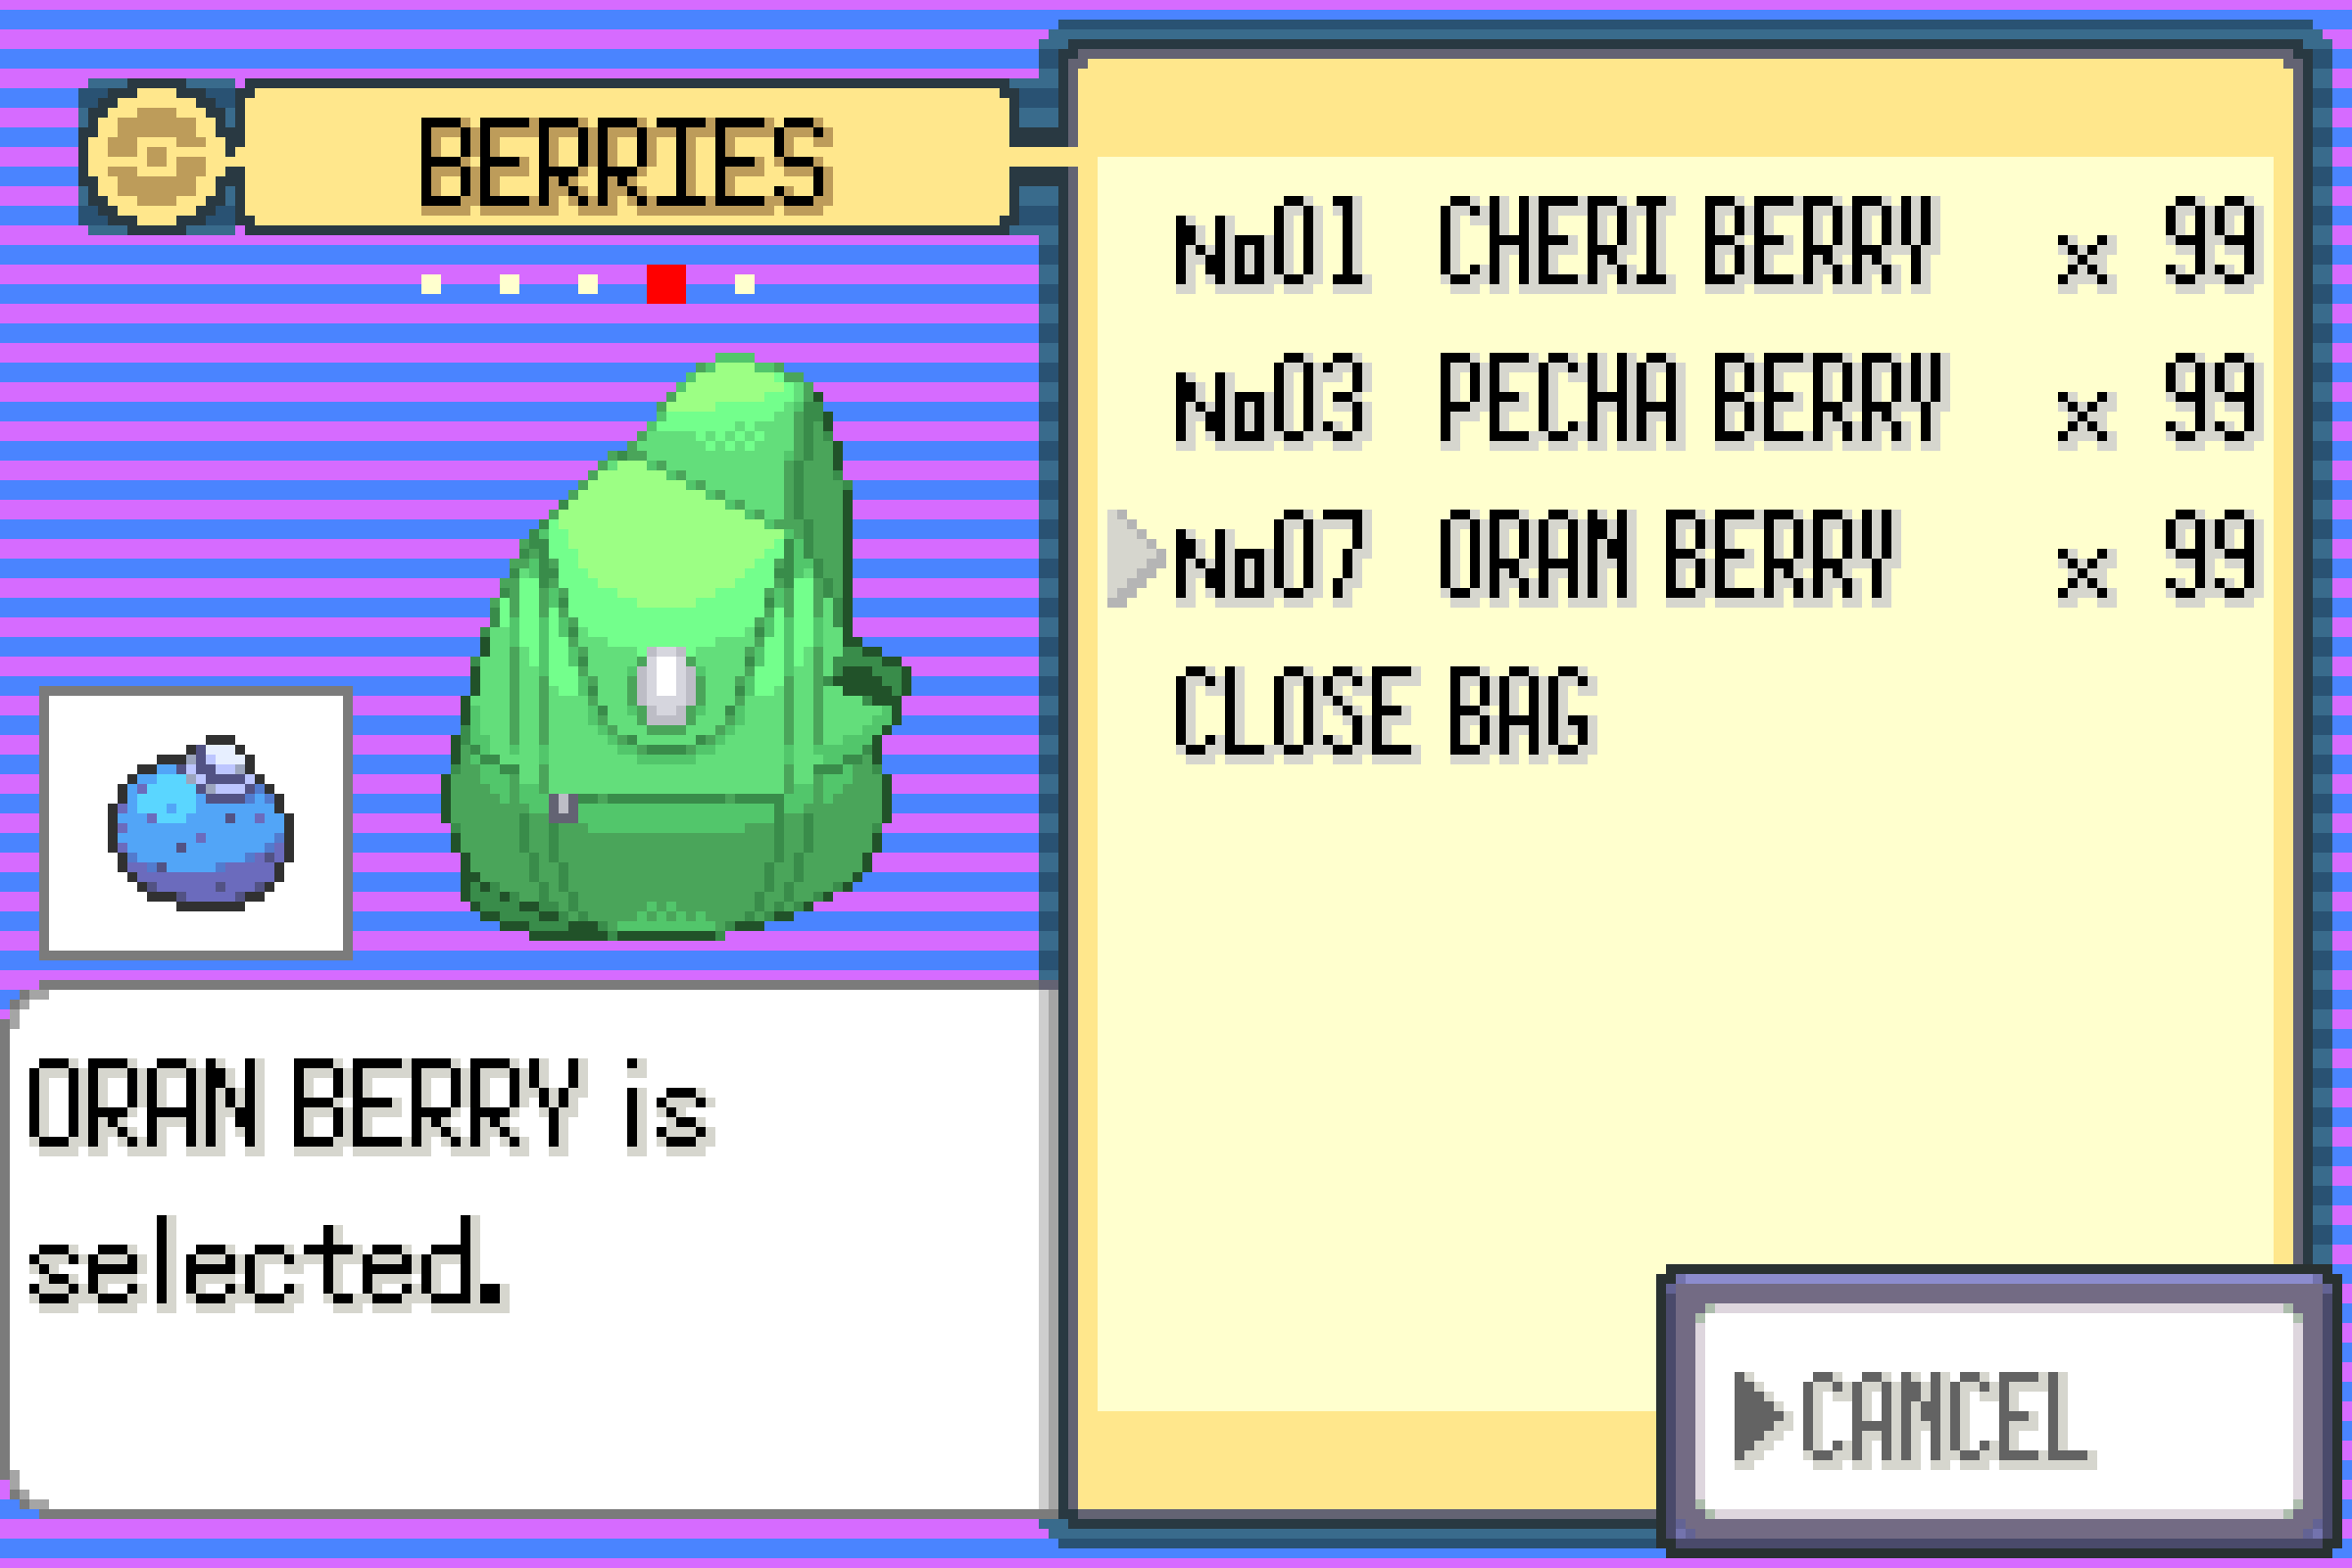 BERRIES
No01 CHERI BERRY x 99
No03 PECHA BERRY x 99
No07 ORAN BERRY x 99
CLOSE BAG
ORAN BERRY is
selected.
CANCEL